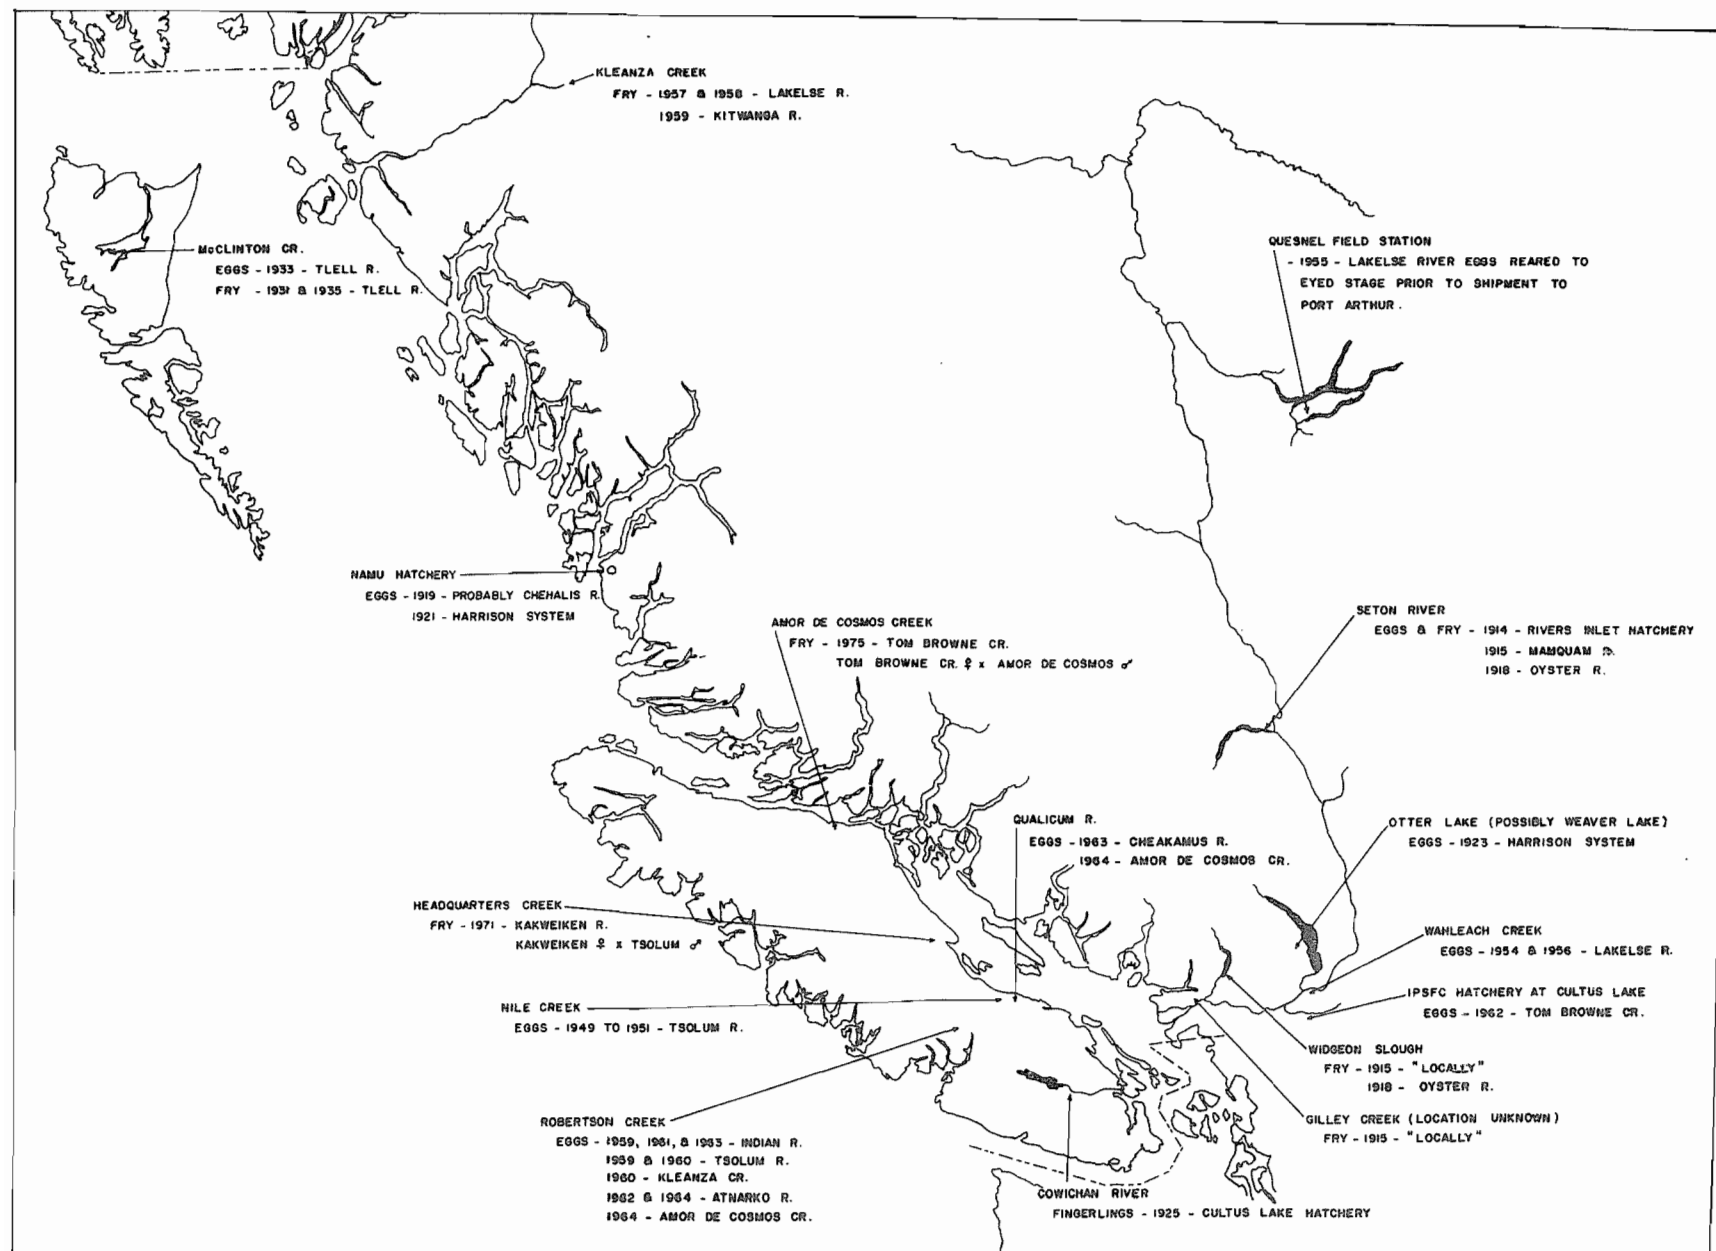 KLEANZA CREEK
FRY - 1957 & 1958 - LAKELSE R.
1959 - KITWANGA R.
McCLINTON CR.
EGGS - 1933 - TLELL R.
FRY - 1931 & 1935 - TLELL R.
QUESNEL FIELD STATION
- 1955 - LAKELSE RIVER EGGS REARED TO
EYED STAGE PRIOR TO SHIPMENT TO
PORT ARTHUR.
NAMU HATCHERY
EGGS - 1919 - PROBABLY CHEHALIS R.
1921 - HARRISON SYSTEM
AMOR DE COSMOS CREEK
FRY - 1975 - TOM BROWNE CR.
TOM BROWNE CR. ♀ x AMOR DE COSMOS ♂
SETON RIVER
EGGS & FRY - 1914 - RIVERS INLET HATCHERY
1915 - MAMQUAM R.
1918 - OYSTER R.
QUALICUM R.
EGGS - 1963 - CHEAKAMUS R.
1964 - AMOR DE COSMOS CR.
OTTER LAKE (POSSIBLY WEAVER LAKE)
EGGS - 1923 - HARRISON SYSTEM
HEADQUARTERS CREEK
FRY - 1971 - KAKWEIKEN R.
KAKWEIKEN ♀ x TSOLUM ♂
WAHLEACH CREEK
EGGS - 1954 & 1956 - LAKELSE R.
NILE CREEK
EGGS - 1949 TO 1951 - TSOLUM R.
IPSFC HATCHERY AT CULTUS LAKE
EGGS - 1962 - TOM BROWNE CR.
WIDGEON SLOUGH
FRY - 1915 - "LOCALLY"
1918 - OYSTER R.
GILLEY CREEK (LOCATION UNKNOWN)
FRY - 1915 - "LOCALLY"
ROBERTSON CREEK
EGGS - 1959, 1961, & 1963 - INDIAN R.
1959 & 1960 - TSOLUM R.
1960 - KLEANZA CR.
1962 & 1964 - ATNARKO R.
1964 - AMOR DE COSMOS CR.
COWICHAN RIVER
FINGERLINGS - 1925 - CULTUS LAKE HATCHERY